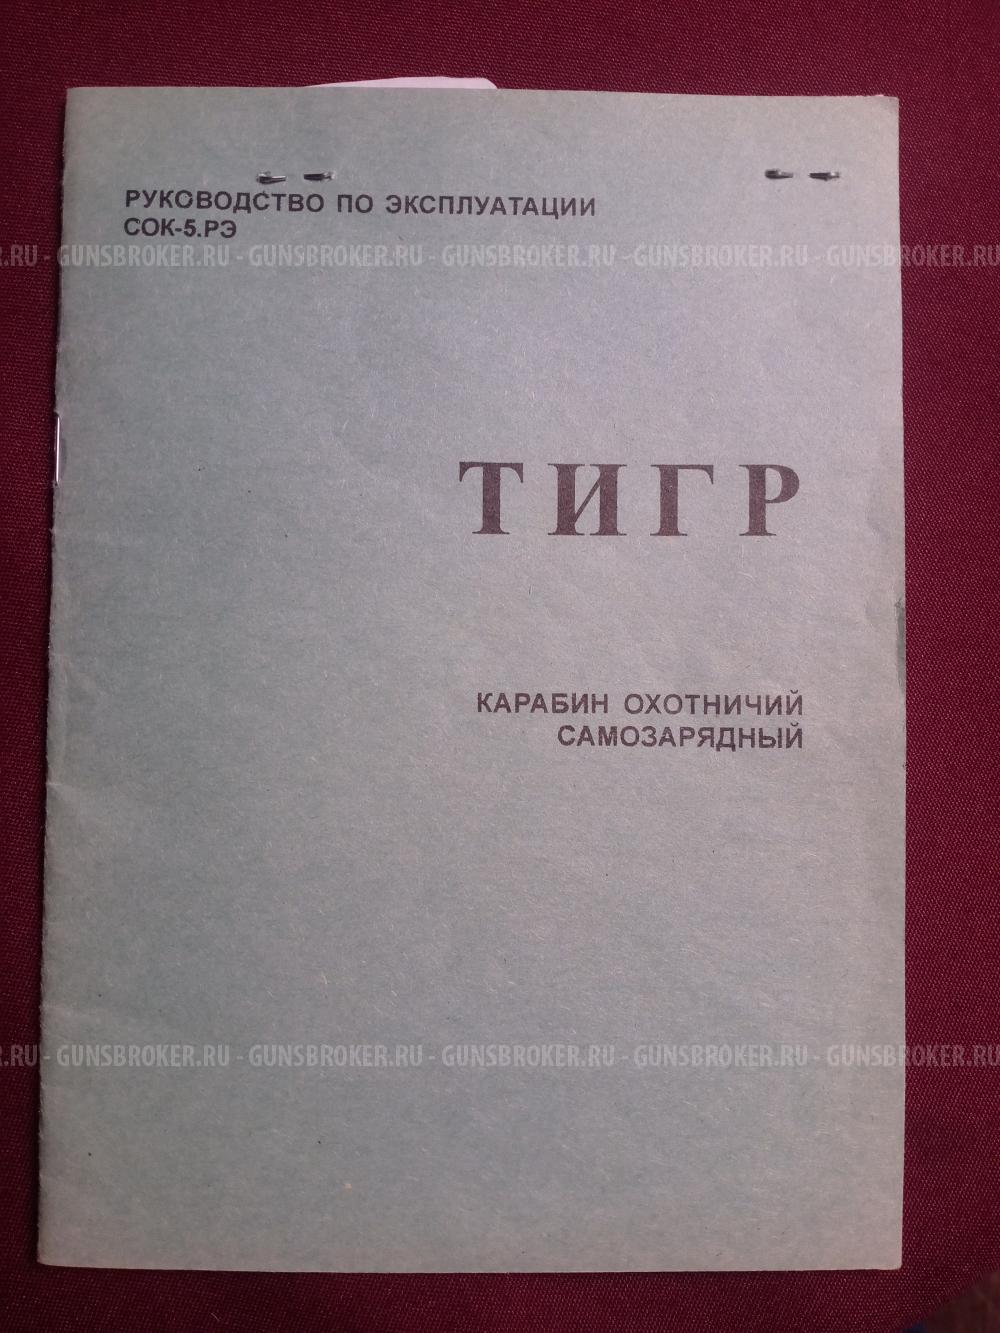 РУКОВОДСТВО ПО ЭКСПЛУАТАЦИИ
СОК-5.РЭ
.RU - GUNSBROKER.RU - GUNSBROKER.RU - GUNSBROKER.RU - GUNSBROKER.RU - GUNSBROKER.RU
ТИГР
КАРАБИН ОХОТНИЧИЙ
САМОЗАРЯДНЫЙ
.RU - GUNSBROKER.RU - GUNSBROKER.RU - GUNSBROKER.RU - GUNSBROKER.RU - GUNSBROKER.RU